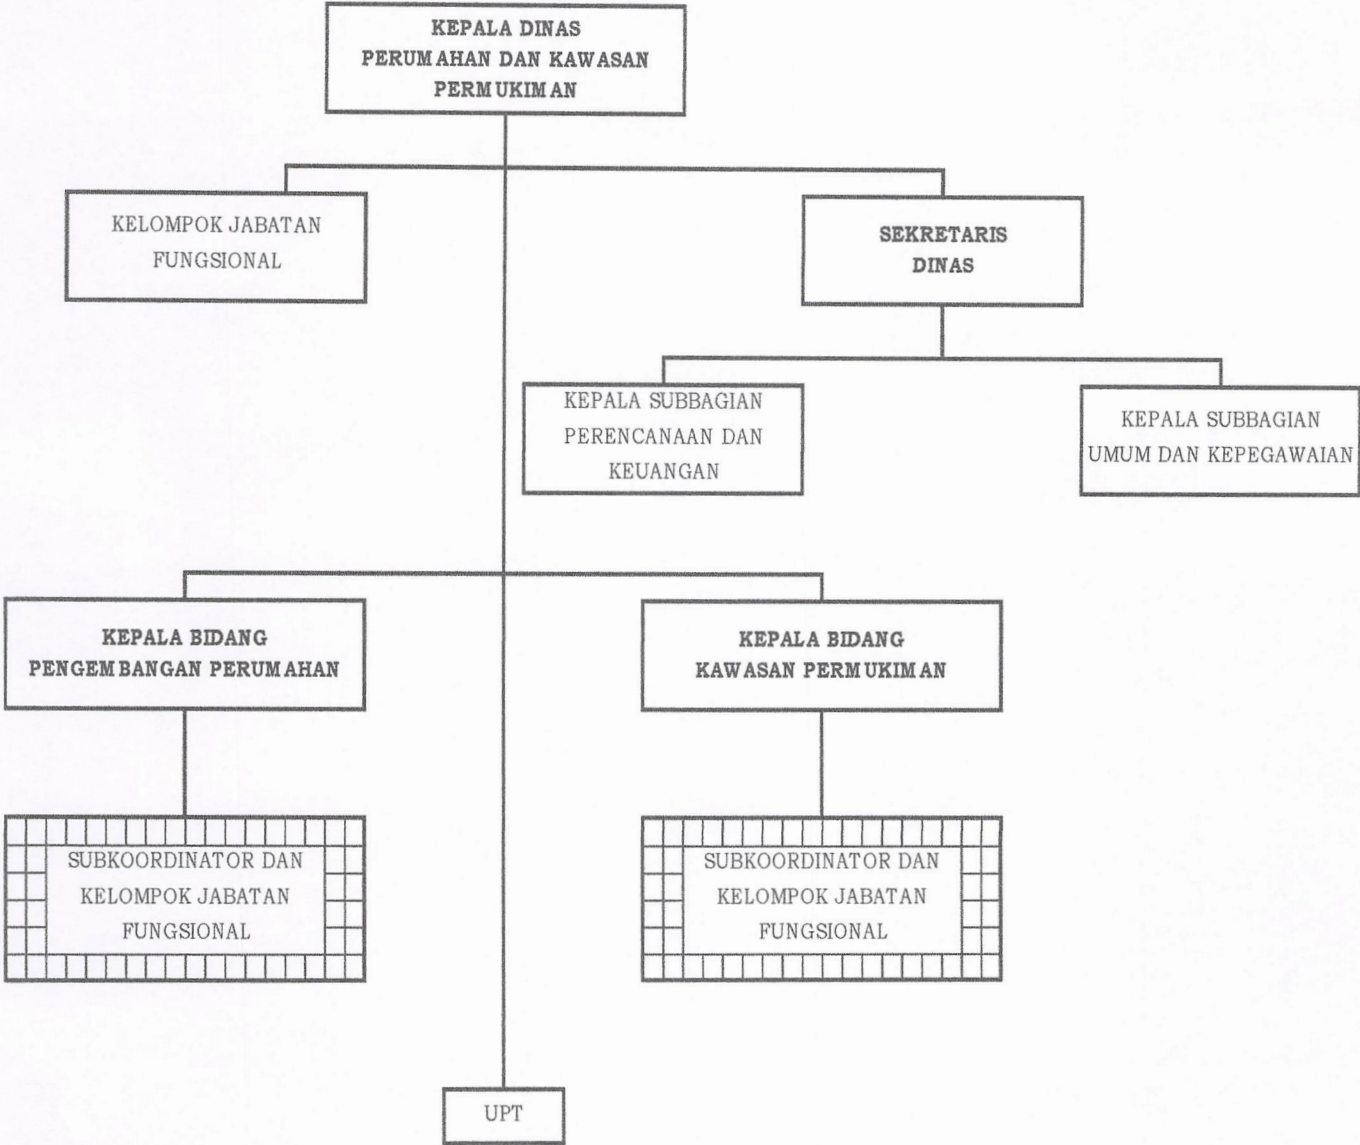 KEPALA DINAS
PERUMAHAN DAN KAWASAN
PERMUKIMAN
KELOMPOK JABATAN
FUNGSIONAL
SEKRETARIS
DINAS
KEPALA SUBBAGIAN
PERENCANAAN DAN
KEUANGAN
KEPALA SUBBAGIAN
UMUM DAN KEPEGAWAIAN
KEPALA BIDANG
PENGEMBANGAN PERUMAHAN
KEPALA BIDANG
KAWASAN PERMUKIMAN
SUBKOORDINATOR DAN
KELOMPOK JABATAN
FUNGSIONAL
SUBKOORDINATOR DAN
KELOMPOK JABATAN
FUNGSIONAL
UPT